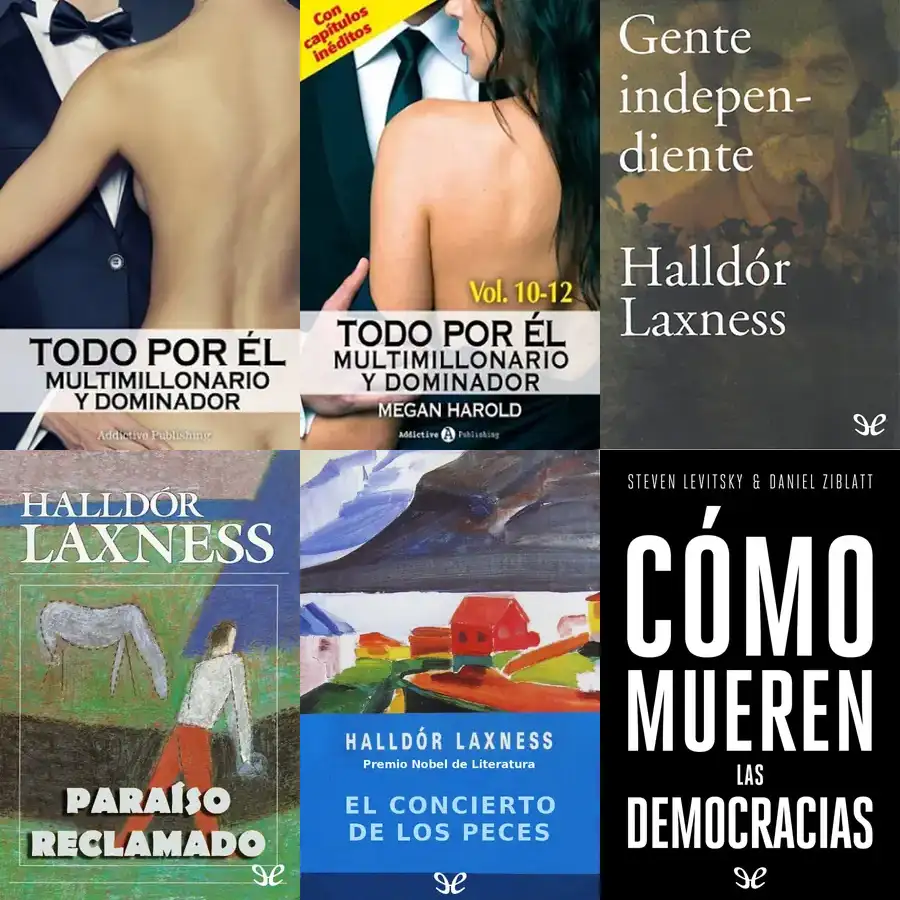 TODO POR ÉL
MULTIMILLONARIO
Y DOMINADOR
Addictive Publishing
Con
capítulos
inéditos
Vol. 10-12
TODO POR ÉL
MULTIMILLONARIO
Y DOMINADOR
MEGAN HAROLD
Addictive A Publishing
Gente
indepen-
diente
Halldór
Laxness
HALLDÓR
LAXNESS
PARAÍSO
RECLAMADO
HALLDÓR LAXNESS
Premio Nobel de Literatura
EL CONCIERTO
DE LOS PECES
STEVEN LEVITSKY & DANIEL ZIBLATT
CÓMO
MUEREN
LAS
DEMOCRACIAS